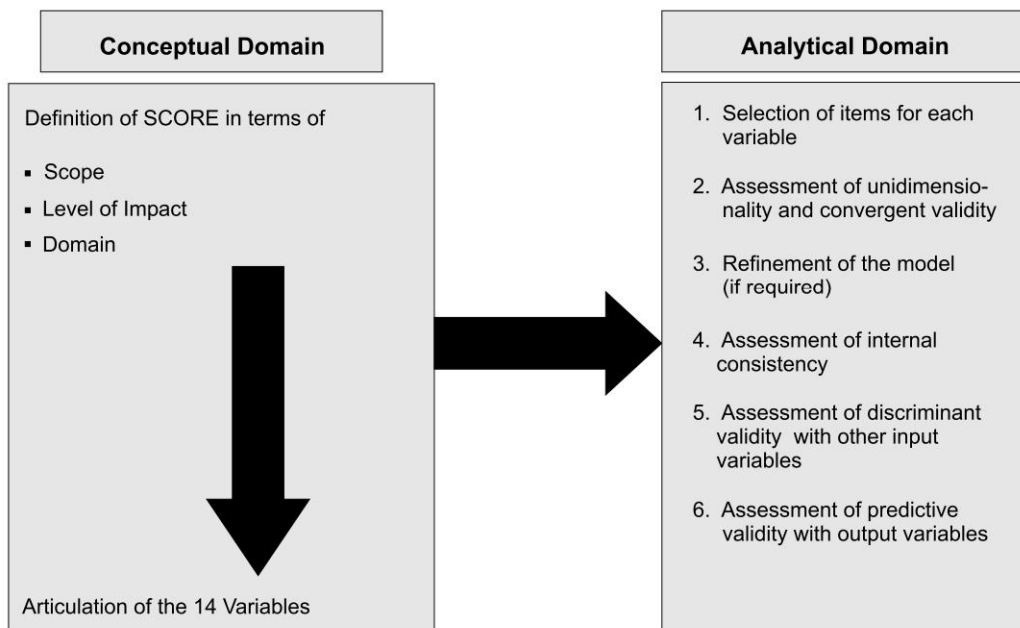 Conceptual Domain
Definition of SCORE in terms of
▪ Scope
▪ Level of Impact
▪ Domain
Articulation of the 14 Variables
Analytical Domain
1. Selection of items for each
variable
2. Assessment of unidimensio-
nality and convergent validity
3. Refinement of the model
(if required)
4. Assessment of internal
consistency
5. Assessment of discriminant
validity with other input
variables
6. Assessment of predictive
validity with output variables